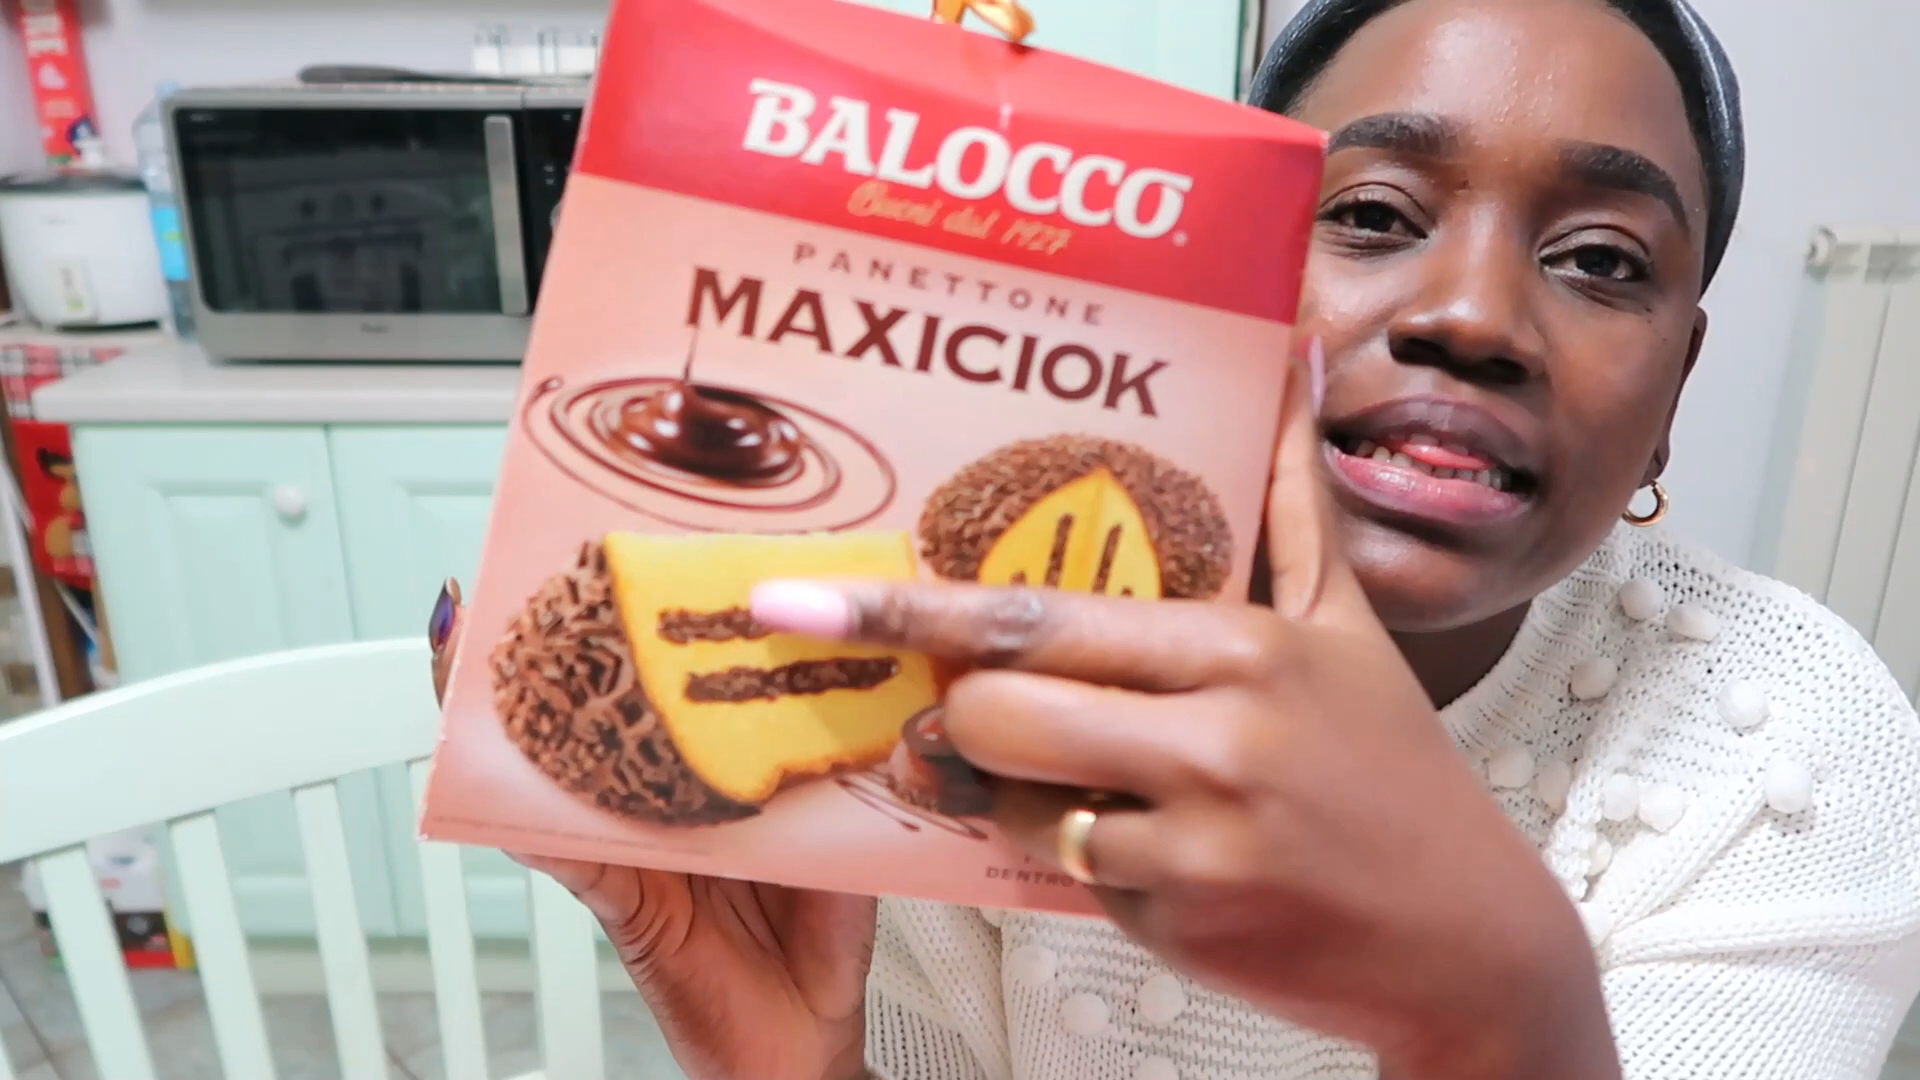 BALOCCO
Buoni dal 1927
PANETTONE
MAXICIOK
DENTRO